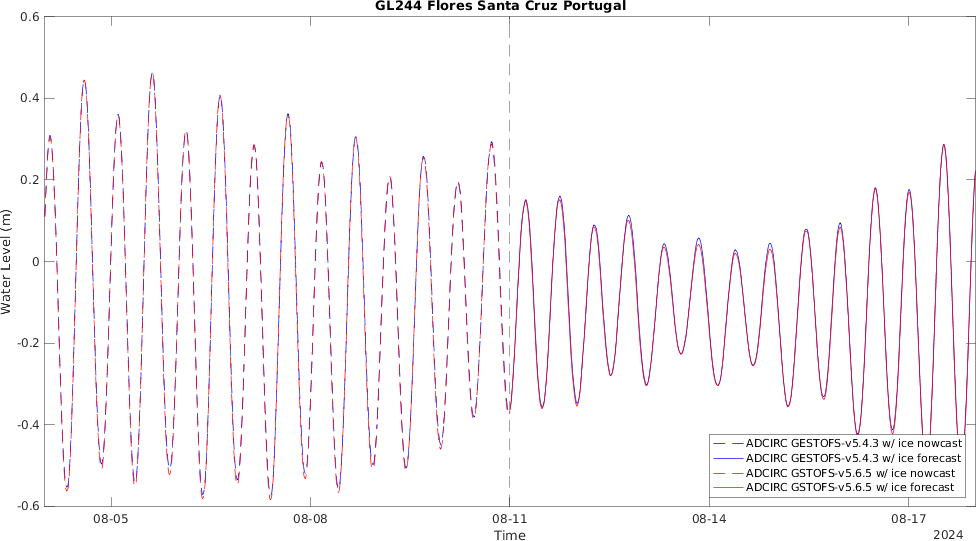 GL244 Flores Santa Cruz Portugal
0.6
0.4
0.2
0
-0.2
-0.4
-0.6
Water Level (m)
ADCIRC GESTOFS-v5.4.3 w/ ice nowcast
ADCIRC GESTOFS-v5.4.3 w/ ice forecast
ADCIRC GSTOFS-v5.6.5 w/ ice nowcast
ADCIRC GSTOFS-v5.6.5 w/ ice forecast
08-05 08-08 08-11 08-14 08-17
Time
2024